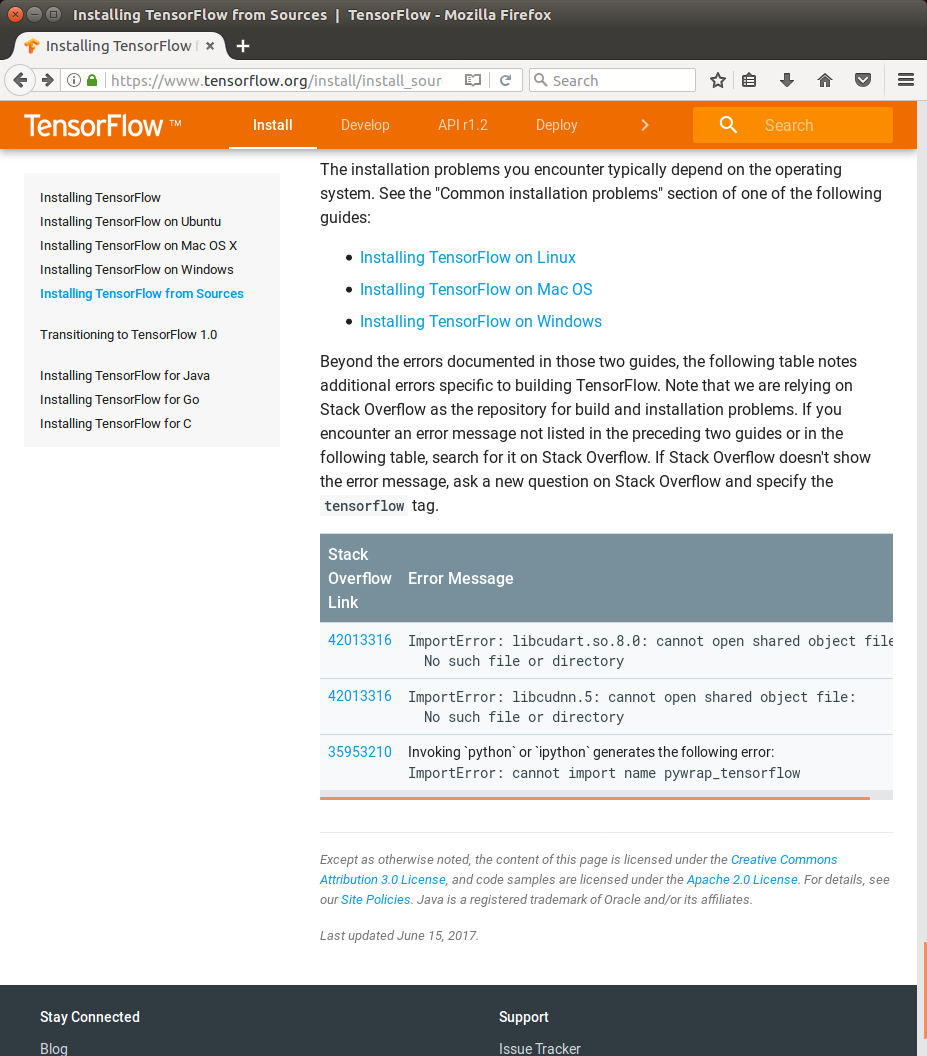 Installing TensorFlow from Sources | TensorFlow - Mozilla Firefox
Installing TensorFlow
https://www.tensorflow.org/install/install_sour
Search
TensorFlow ™
Install
Develop
API r1.2
Deploy
Search
Installing TensorFlow
Installing TensorFlow on Ubuntu
Installing TensorFlow on Mac OS X
Installing TensorFlow on Windows
Installing TensorFlow from Sources
Transitioning to TensorFlow 1.0
Installing TensorFlow for Java
Installing TensorFlow for Go
Installing TensorFlow for C
The installation problems you encounter typically depend on the operating
system. See the "Common installation problems" section of one of the following
guides:
• Installing TensorFlow on Linux
• Installing TensorFlow on Mac OS
• Installing TensorFlow on Windows
Beyond the errors documented in those two guides, the following table notes
additional errors specific to building TensorFlow. Note that we are relying on
Stack Overflow as the repository for build and installation problems. If you
encounter an error message not listed in the preceding two guides or in the
following table, search for it on Stack Overflow. If Stack Overflow doesn't show
the error message, ask a new question on Stack Overflow and specify the
tensorflow tag.
Stack
Overflow
Link
Error Message
42013316
ImportError: libcudart.so.8.0: cannot open shared object file
No such file or directory
42013316
ImportError: libcudnn.5: cannot open shared object file:
No such file or directory
35953210
Invoking `python` or `ipython` generates the following error:
ImportError: cannot import name pywrap_tensorflow
Except as otherwise noted, the content of this page is licensed under the Creative Commons
Attribution 3.0 License, and code samples are licensed under the Apache 2.0 License. For details, see
our Site Policies. Java is a registered trademark of Oracle and/or its affiliates.
Last updated June 15, 2017.
Stay Connected
Support
Blog
Issue Tracker